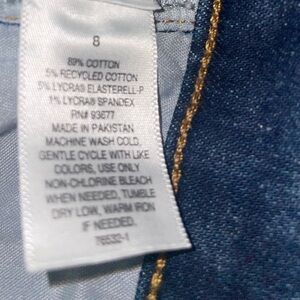 8
89% COTTON
5% RECYCLED COTTON
5% LYCRA® ELASTERELL-P
1% LYCRA® SPANDEX
RN# 93677
MADE IN PAKISTAN
MACHINE WASH COLD,
GENTLE CYCLE WITH LIKE
COLORS, USE ONLY
NON-CHLORINE BLEACH
WHEN NEEDED, TUMBLE
DRY LOW, WARM IRON
IF NEEDED.
76532-1